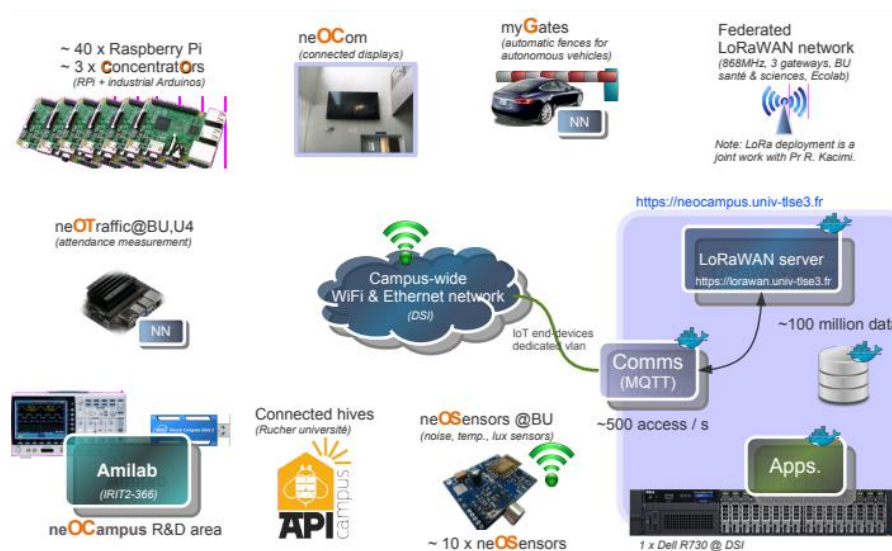 ~ 40 x Raspberry Pi
~ 3 x ConcentratOrs
(RPi + industrial Arduinos)
neOCom
(connected displays)
myGates
(automatic fences for
autonomous vehicles)
NN
Federated
LoRaWAN network
(868MHz, 3 gateways, BU
santé & sciences, Ecolab)
Note: LoRa deployment is a
joint work with Pr R. Kacimi.
neOTraffic@BU,U4
(attendance measurement)
NN
Campus-wide
WiFi & Ethernet network
(DSI)
IoT end-devices
dedicated vlan
https://neocampus.univ-tlse3.fr
LoRaWAN server
https://lorawan.univ-tlse3.fr
~100 million data
Comms
(MQTT)
~500 access / s
Apps.
1 x Dell R730 @ DSI
Amilab
(IRIT2-366)
neOCampus R&D area
Connected hives
(Rucher université)
API
campus
neOSensors @BU
(noise, temp., lux sensors)
~ 10 x neOSensors